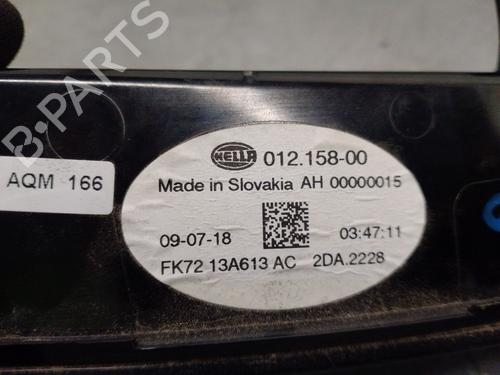 B-PARTS
HELLA 012.158-00
Made in Slovakia AH 00000015
AQM 166
09-07-18 03:47:11
FK72 13A613 AC 2DA.2228